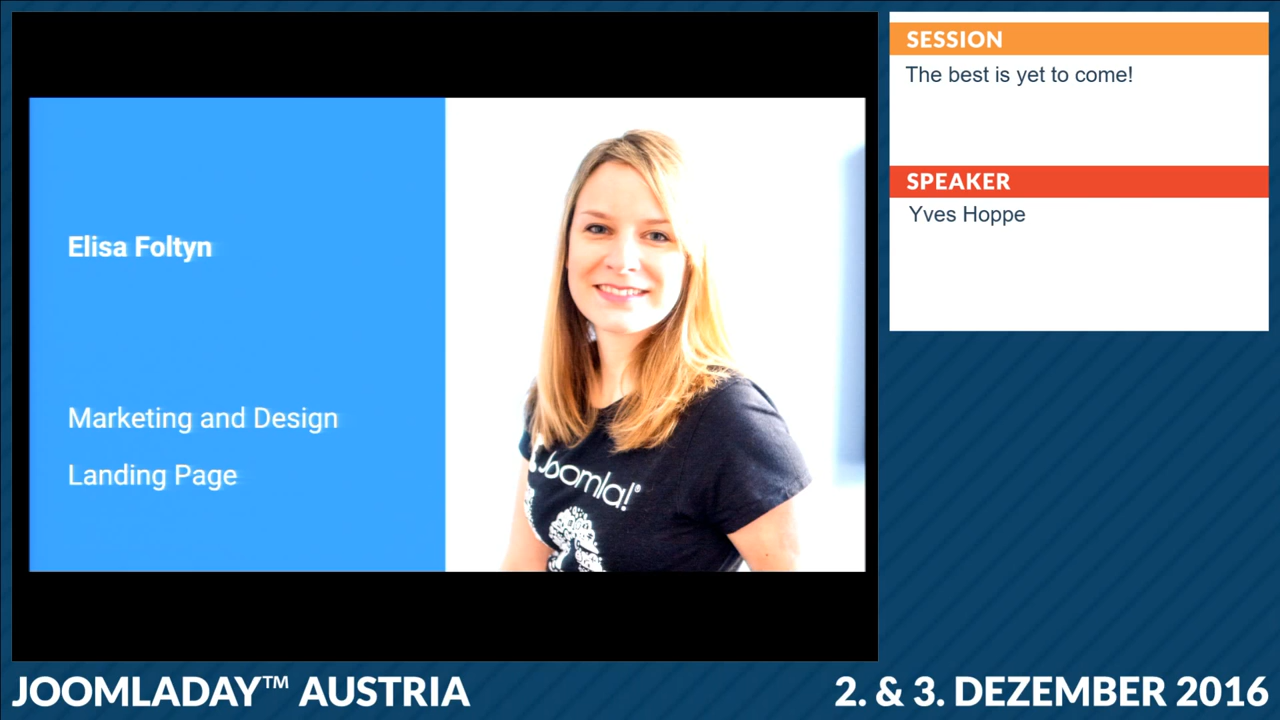 Elisa Foltyn
Marketing and Design
Landing Page
Joomla!®
SESSION
The best is yet to come!
SPEAKER
Yves Hoppe
JOOMLADAY™ AUSTRIA
2. & 3. DEZEMBER 2016